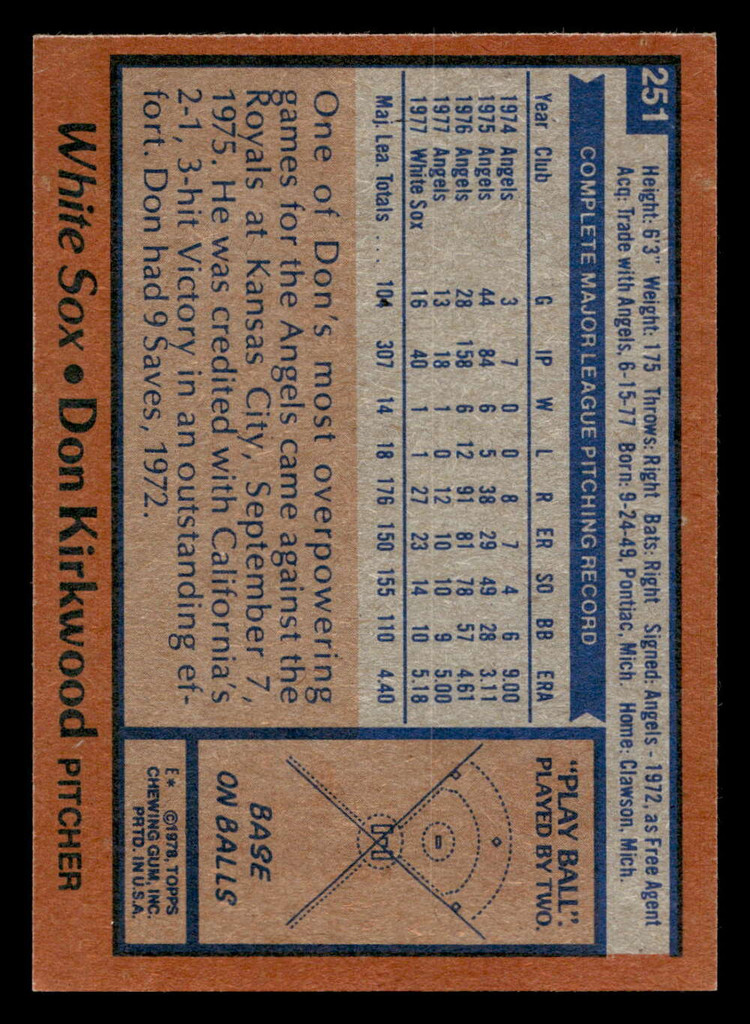 251
Height: 6'3" Weight: 175 Throws: Right Bats: Right Signed: Angels - 1972, as Free Agent
Acq: Trade with Angels, 6-15-77 Born: 9-24-49, Pontiac, Mich. Home: Clawson, Mich.
COMPLETE MAJOR LEAGUE PITCHING RECORD
Year Club G IP W L R ER SO BB ERA
1974 Angels 3 7 0 0 8 7 4 6 9.00
1975 Angels 44 84 6 5 38 29 49 28 3.11
1976 Angels 28 158 6 12 91 81 78 57 4.61
1977 Angels 13 18 1 0 12 10 10 9 5.00
1977 White Sox 16 40 1 1 27 23 14 10 5.18
Maj. Lea. Totals ... 104 307 14 18 176 150 155 110 4.40
One of Don's most overpowering
games for the Angels came against the
Royals at Kansas City, September 7,
1975. He was credited with California's
2-1, 3-hit Victory in an outstanding ef-
fort. Don had 9 Saves, 1972.
"PLAY BALL".
PLAYED BY TWO.
BASE
ON BALLS
E* ©1978, TOPPS
CHEWING GUM, INC.
PRTD. IN U.S.A.
White Sox • Don Kirkwood PITCHER